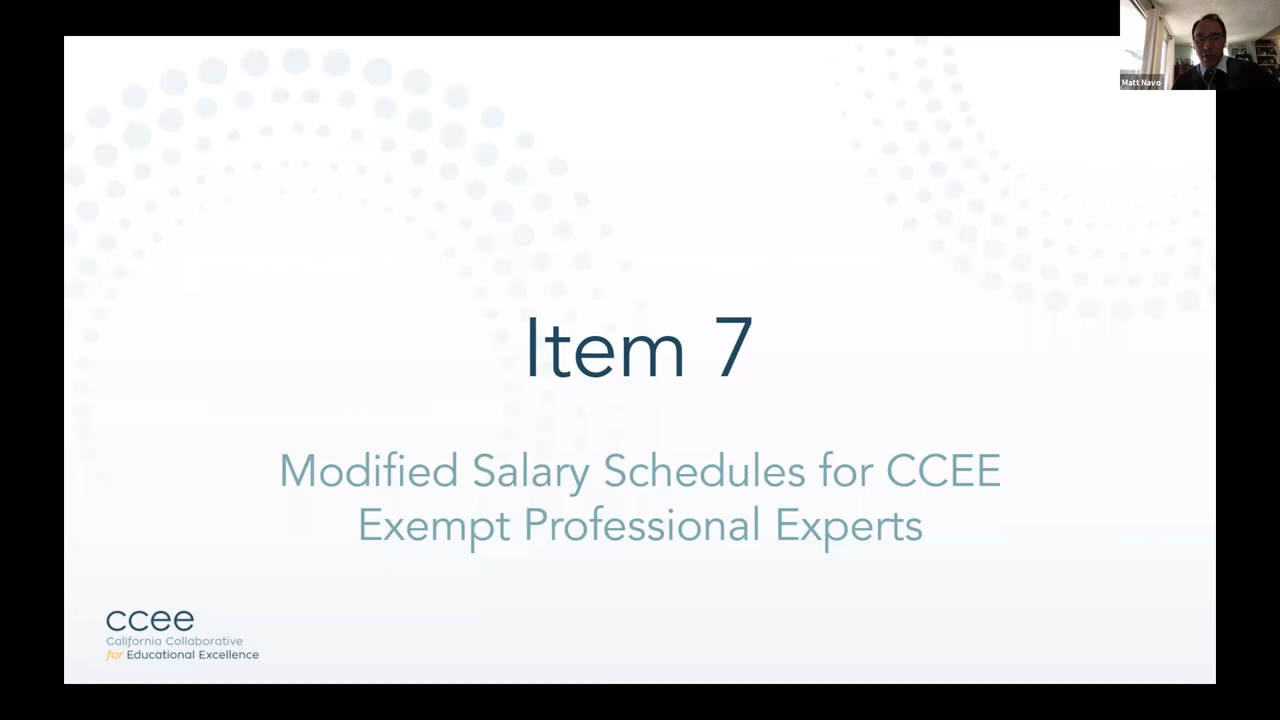 Matt Navo
Item 7
Modified Salary Schedules for CCEE
Exempt Professional Experts
ccee
California Collaborative
for Educational Excellence